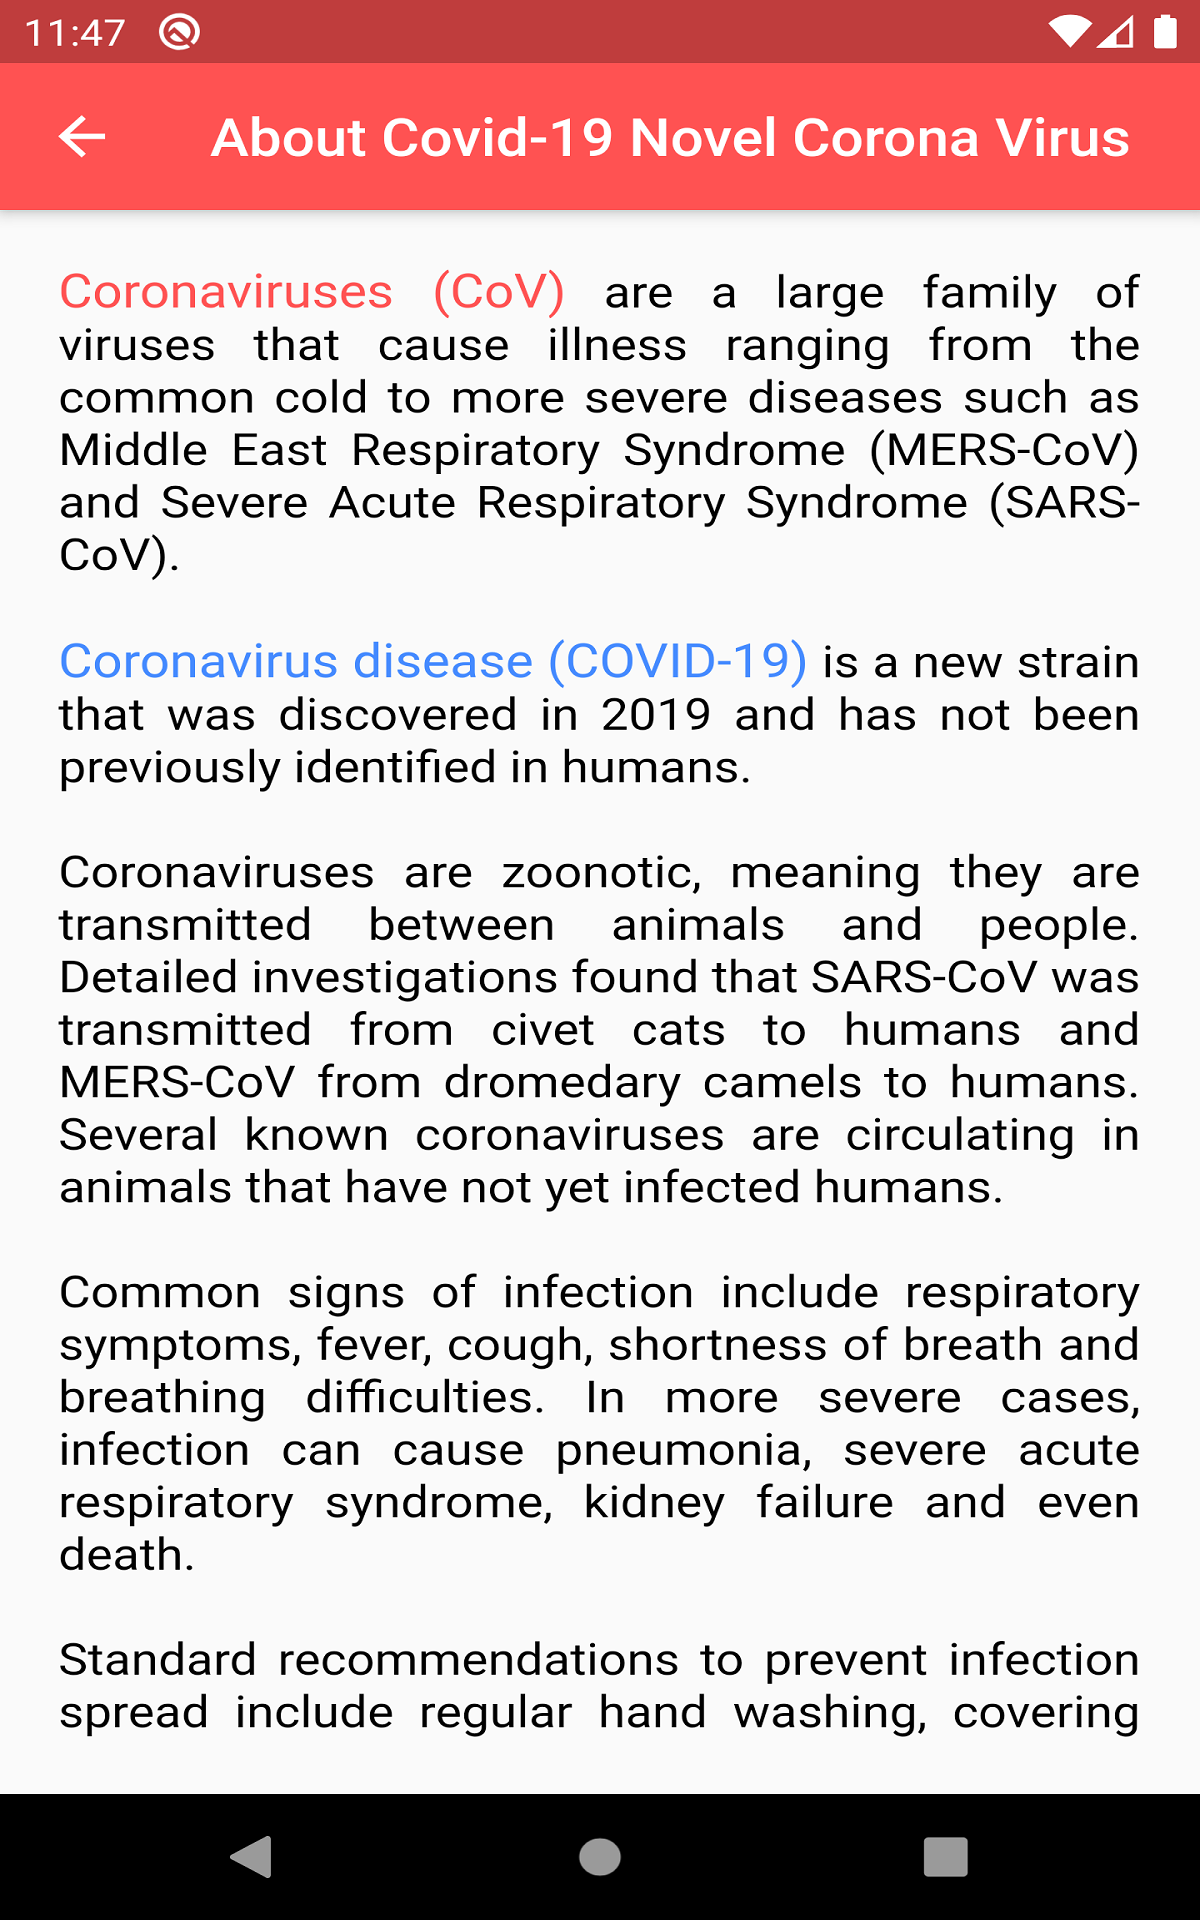 11:47
About Covid-19 Novel Corona Virus
Coronaviruses (CoV) are a large family of
viruses that cause illness ranging from the
common cold to more severe diseases such as
Middle East Respiratory Syndrome (MERS-CoV)
and Severe Acute Respiratory Syndrome (SARS-
CoV).
Coronavirus disease (COVID-19) is a new strain
that was discovered in 2019 and has not been
previously identified in humans.
Coronaviruses are zoonotic, meaning they are
transmitted between animals and people.
Detailed investigations found that SARS-CoV was
transmitted from civet cats to humans and
MERS-CoV from dromedary camels to humans.
Several known coronaviruses are circulating in
animals that have not yet infected humans.
Common signs of infection include respiratory
symptoms, fever, cough, shortness of breath and
breathing difficulties. In more severe cases,
infection can cause pneumonia, severe acute
respiratory syndrome, kidney failure and even
death.
Standard recommendations to prevent infection
spread include regular hand washing, covering